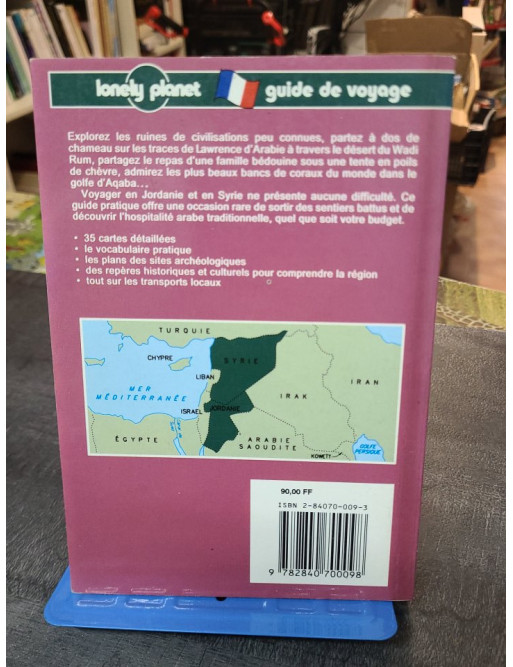 lonely planet guide de voyage
Explorez les ruines de civilisations peu connues, partez à dos de
chameau sur les traces de Lawrence d'Arabie à travers le désert du Wadi
Rum, partagez le repas d'une famille bédouine sous une tente en poils
de chèvre, admirez les plus beaux bancs de coraux du monde dans le
golfe d'Aqaba...
Voyager en Jordanie et en Syrie ne présente aucune difficulté. Ce
guide pratique offre une occasion rare de sortir des sentiers battus et de
découvrir l'hospitalité arabe traditionnelle, quel que soit votre budget.
• 35 cartes détaillées
• le vocabulaire pratique
• les plans des sites archéologiques
• des repères historiques et culturels pour comprendre la région
• tout sur les transports locaux
TURQUIE
CHYPRE
SYRIE
LIBAN
IRAN
MER
MÉDITERRANÉE
IRAK
ISRAEL
JORDANIE
ÉGYPTE
ARABIE
SAOUDITE
GOLFE
PERSIQUE
KOWEÏT
90,00 FF
ISBN 2-84070-009-3
9 782840 700098